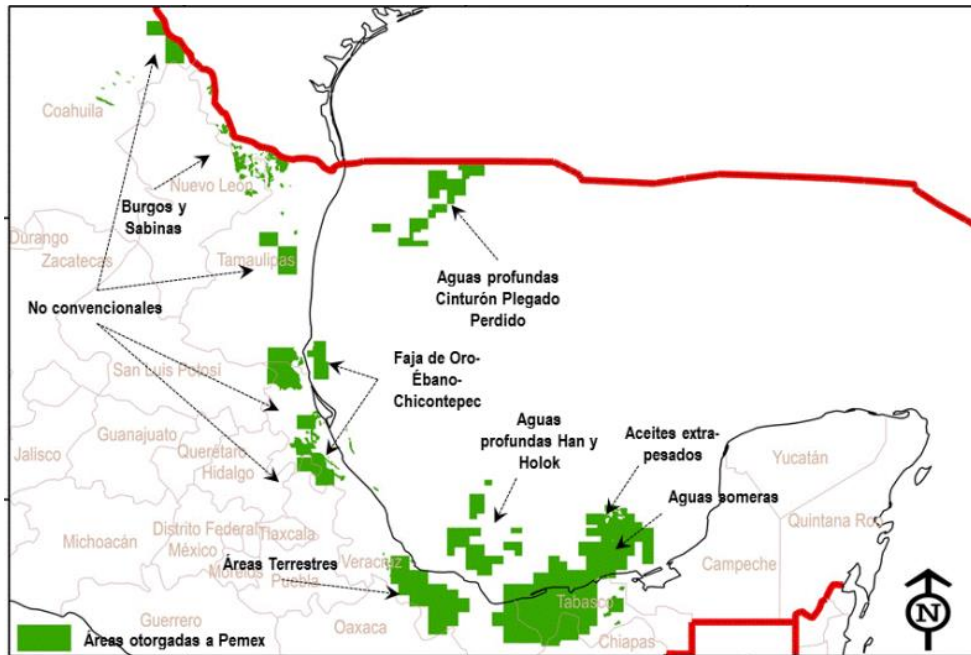 Coahuila
Nuevo León
Burgos y
Sabinas
Durango
Zacatecas
Tamaulipas
Aguas profundas
Cinturón Plegado
Perdido
No convencionales
San Luis Potosí
Faja de Oro-
Ébano-
Chicontepec
Guanajuato
Jalisco
Querétaro
Hidalgo
Aguas
profundas Han y
Holok
Aceites extra-
pesados
Yucatán
Aguas someras
Quintana Roo
Michoacán
Distrito Federal
México
Tlaxcala
Morelos
Puebla
Veracruz
Campeche
Áreas Terrestres
Tabasco
Guerrero
Oaxaca
Chiapas
Áreas otorgadas a Pemex
N